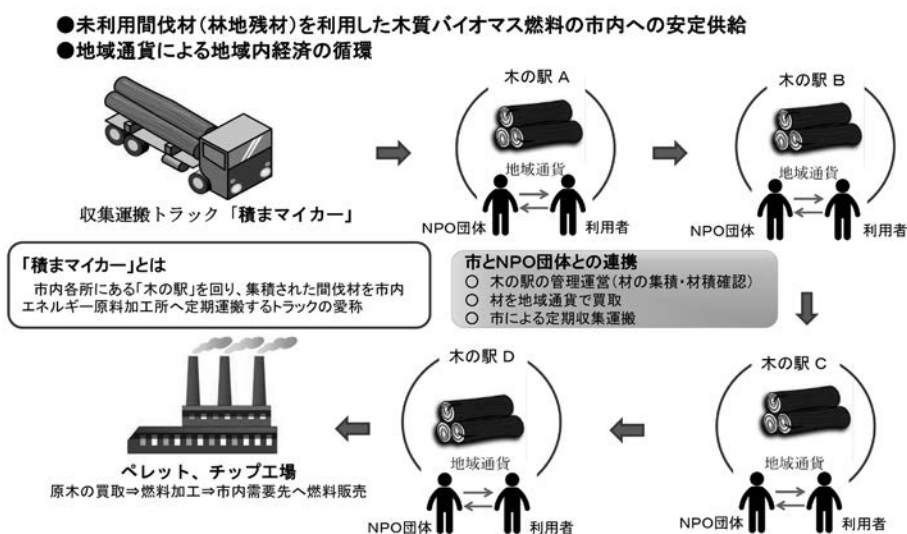 ●未利用間伐材(林地残材)を利用した木質バイオマス燃料の市内への安定供給
●地域通貨による地域内経済の循環
収集運搬トラック「積まマイカー」
木の駅 A
地域通貨
NPO団体
利用者
木の駅 B
地域通貨
NPO団体
利用者
「積まマイカー」とは
市内各所にある「木の駅」を回り、集積された間伐材を市内
エネルギー原料加工所へ定期運搬するトラックの愛称
市とNPO団体との連携
○ 木の駅の管理運営(材の集積・材積確認)
○ 材を地域通貨で買取
○ 市による定期収集運搬
木の駅 C
地域通貨
NPO団体
利用者
木の駅 D
地域通貨
NPO団体
利用者
ペレット、チップ工場
原木の買取⇒燃料加工⇒市内需要先へ燃料販売